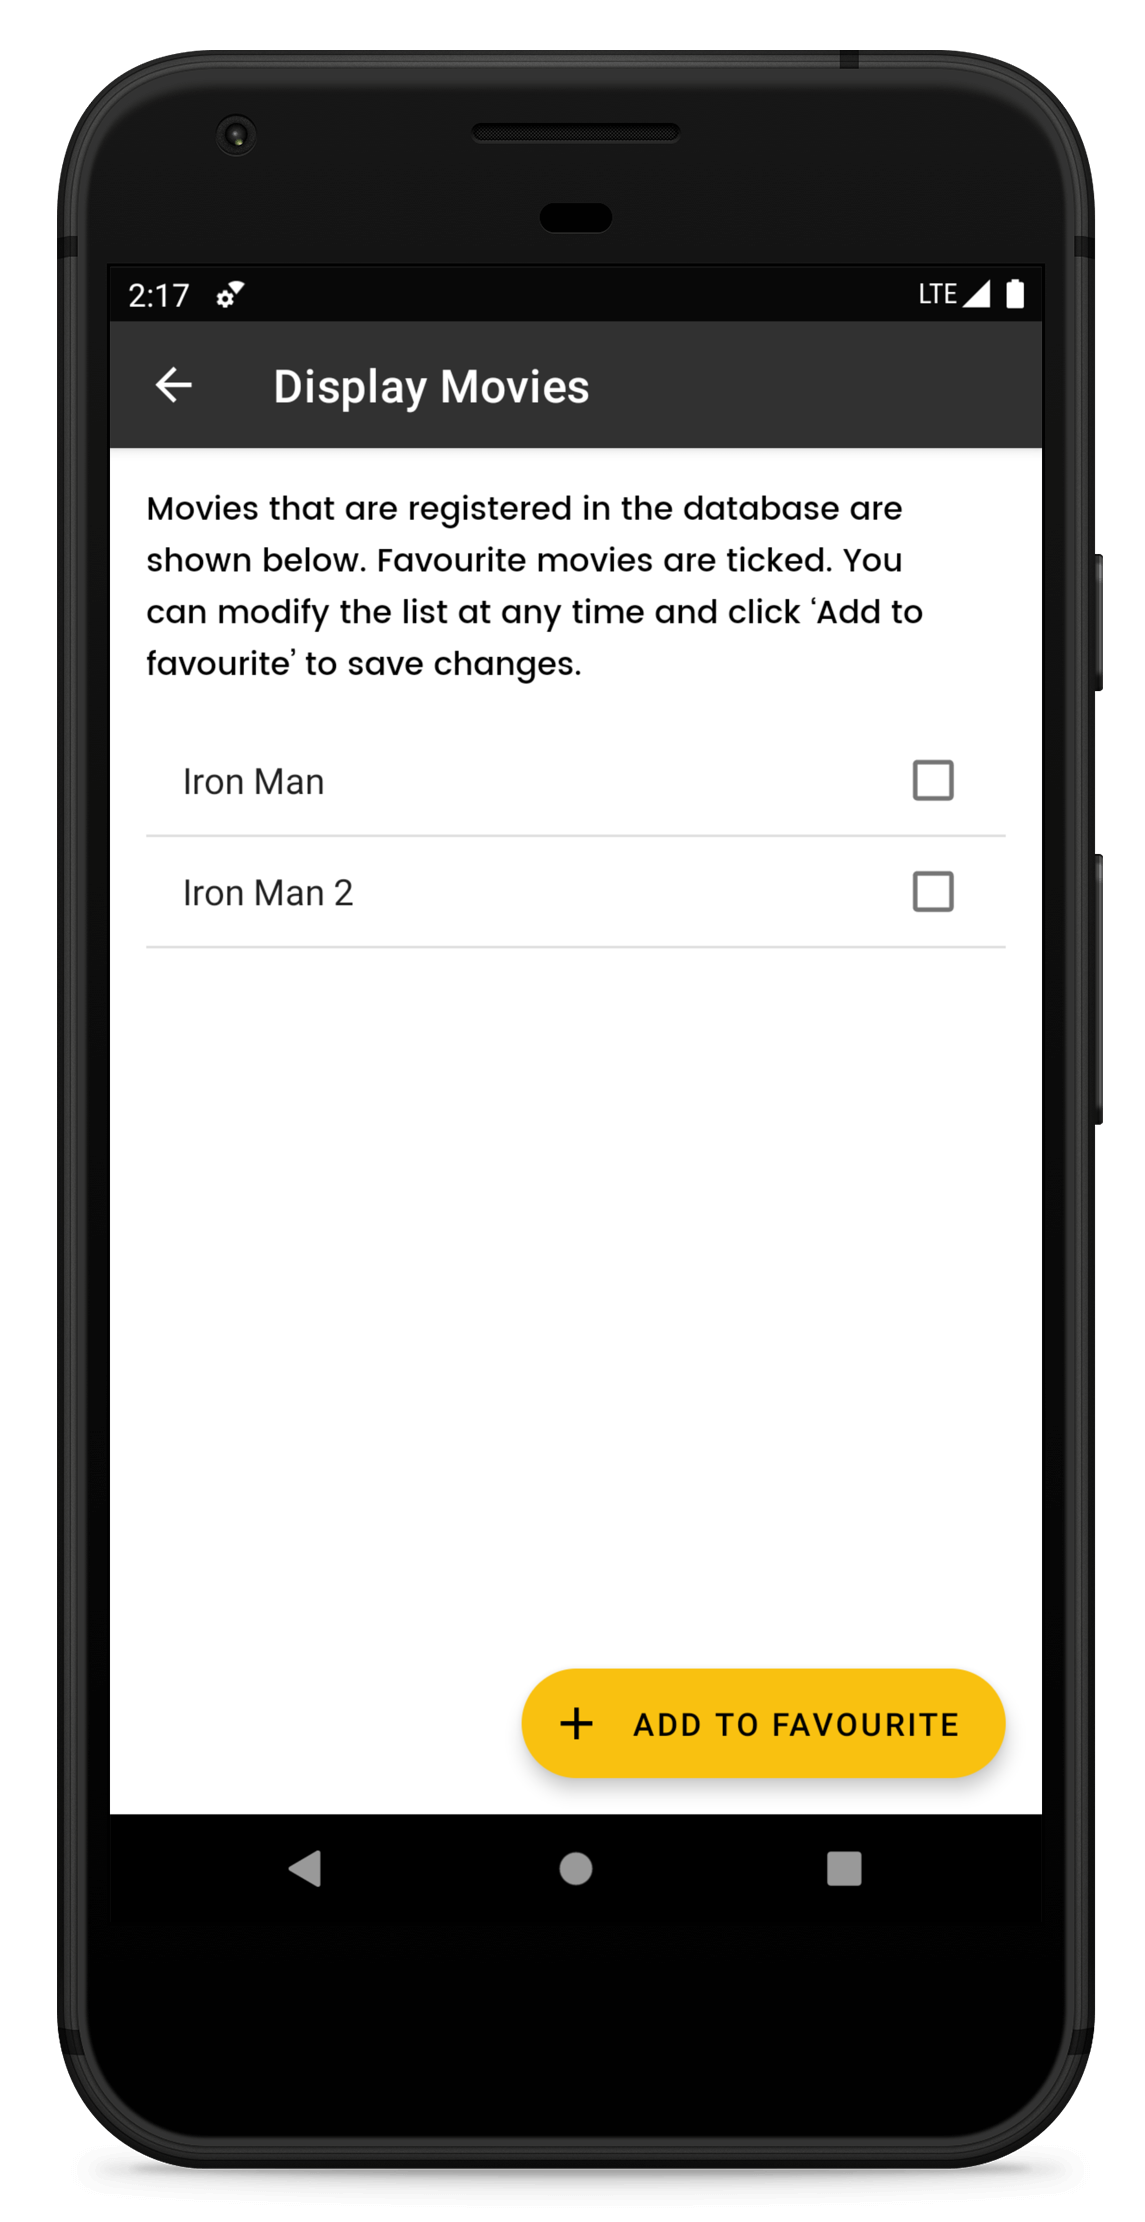 2:17 LTE
Display Movies
Movies that are registered in the database are
shown below. Favourite movies are ticked. You
can modify the list at any time and click ‘Add to
favourite’ to save changes.
Iron Man
Iron Man 2
ADD TO FAVOURITE